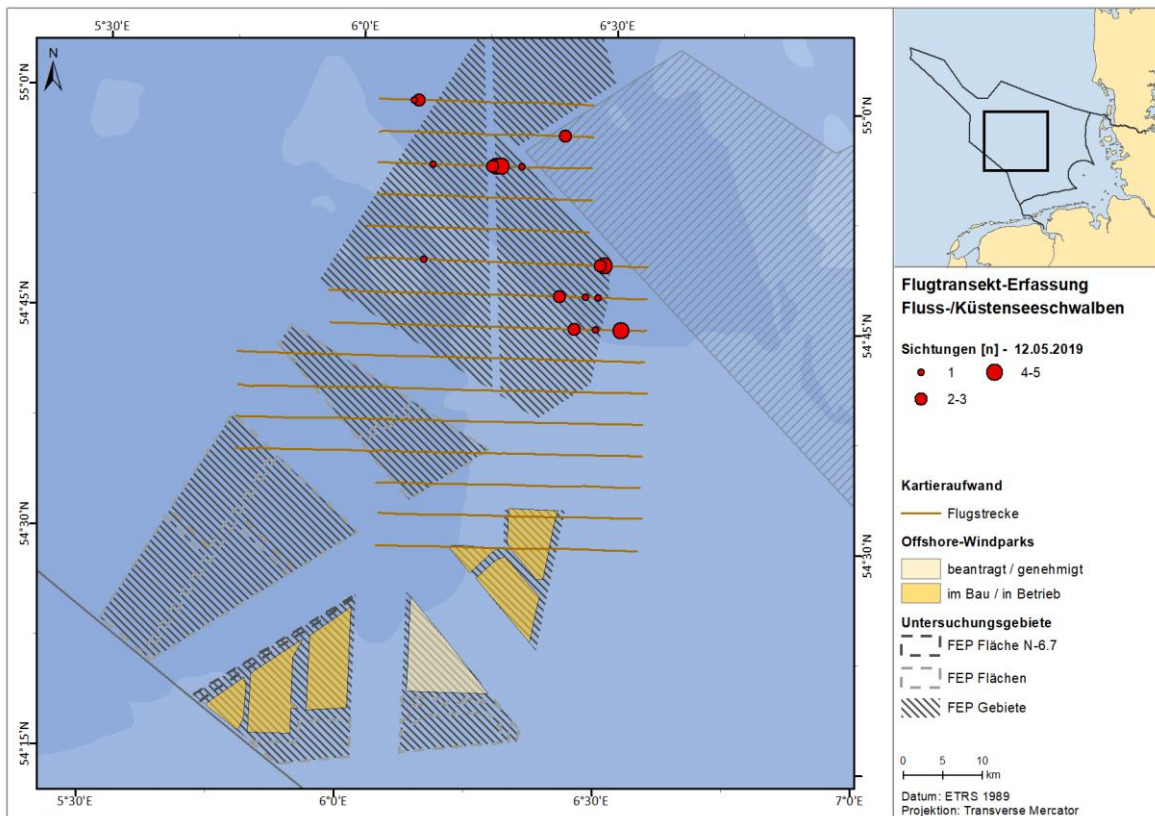 5°30'E
6°0'E
6°30'E
N
55°0'N
55°0'N
54°45'N
54°45'N
54°30'N
54°30'N
54°15'N
5°30'E
6°0'E
6°30'E
7°0'E
Flugtransekt-Erfassung
Fluss-/Küstenseeschwalben
Sichtungen [n] - 12.05.2019
1
4-5
2-3
Kartieraufwand
Flugstrecke
Offshore-Windparks
beantragt / genehmigt
im Bau / in Betrieb
Untersuchungsgebiete
FEP Fläche N-6.7
FEP Flächen
FEP Gebiete
0 5 10
km
Datum: ETRS 1989
Projektion: Transverse Mercator